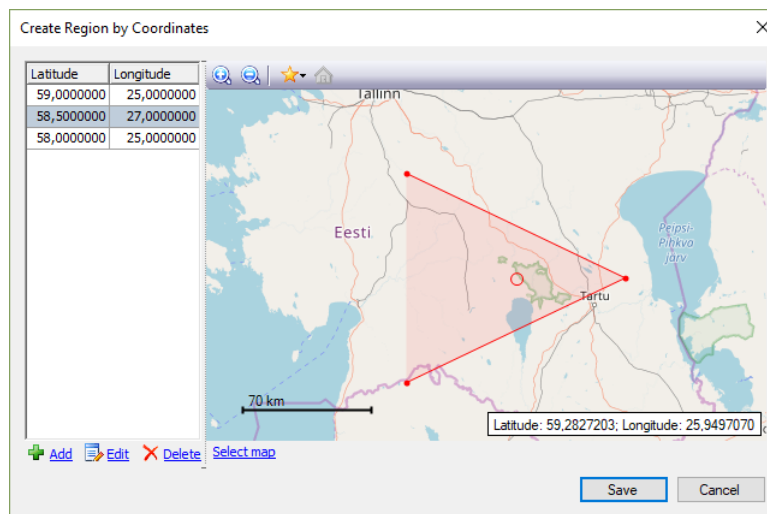 Create Region by Coordinates
Latitude Longitude
59,0000000 25,0000000
58,5000000 27,0000000
58,0000000 25,0000000
Tallinn
Eesti
Peipsi-
Pihkva
järv
Tartu
70 km
Latitude: 59,2827203; Longitude: 25,9497070
Add Edit Delete Select map
Save Cancel